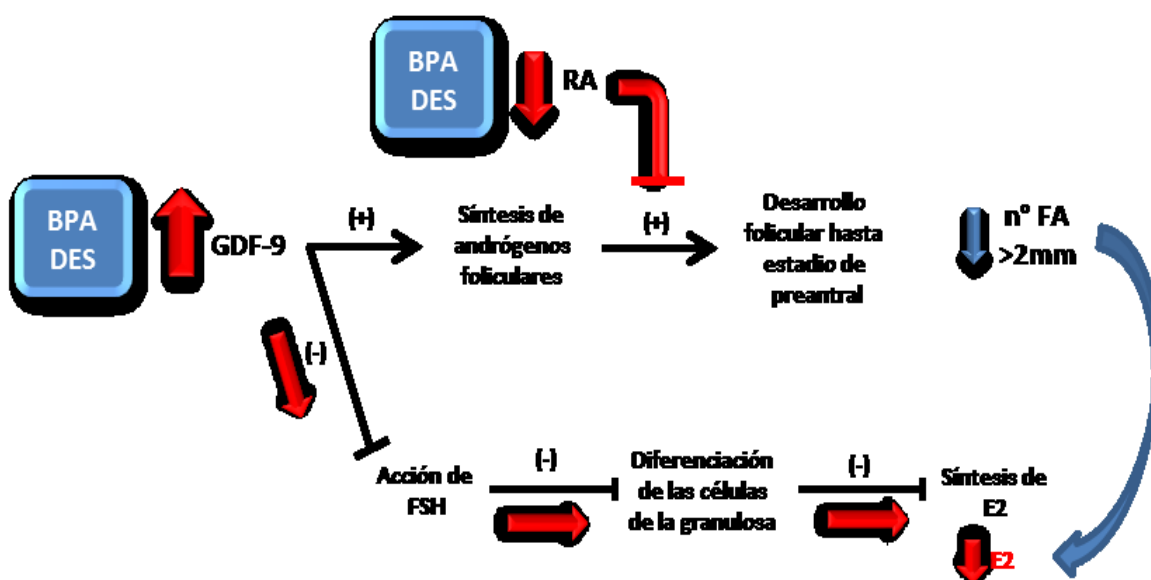 BPA
DES
RA
BPA
DES
GDF-9
(+)
Síntesis de
andrógenos
foliculares
(+)
Desarrollo
folicular hasta
estadio de
preantral
nº FA
>2mm
(-)
Acción de
FSH
(-)
Diferenciación
de las células
de la granulosa
(-)
Síntesis de
E2
E2